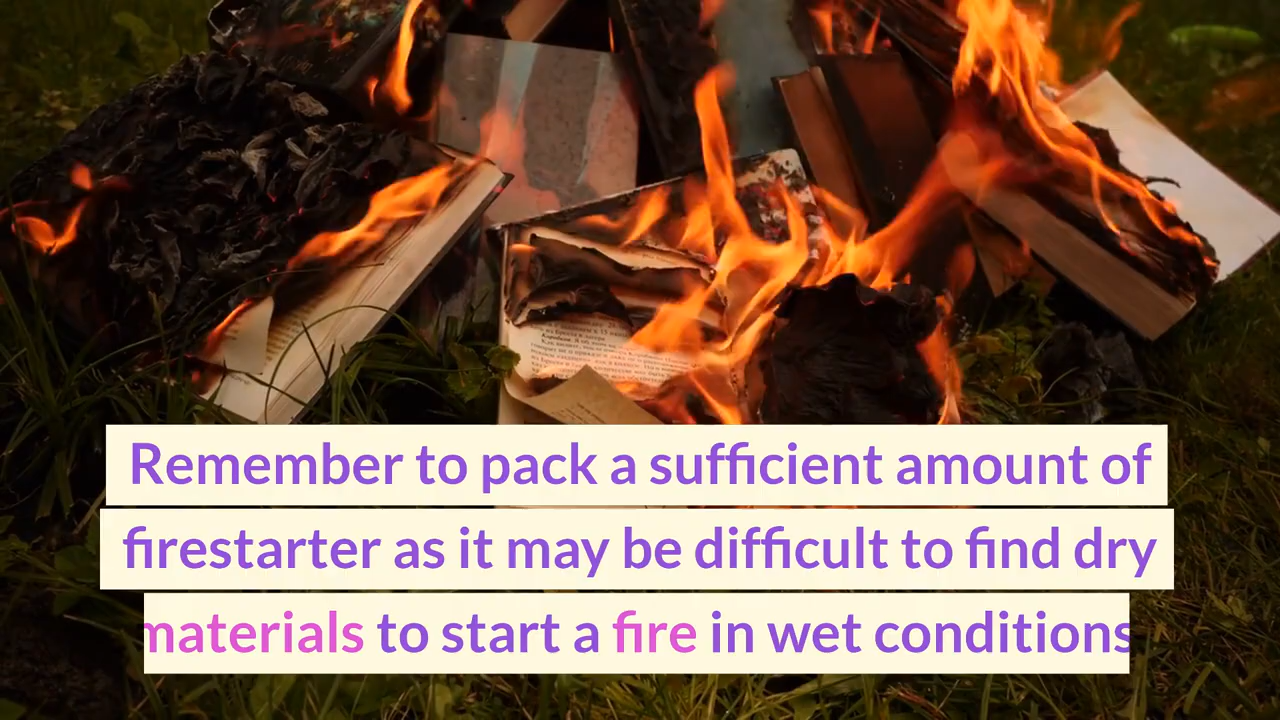 Remember to pack a sufficient amount of
firestarter as it may be difficult to find dry
materials to start a fire in wet conditions